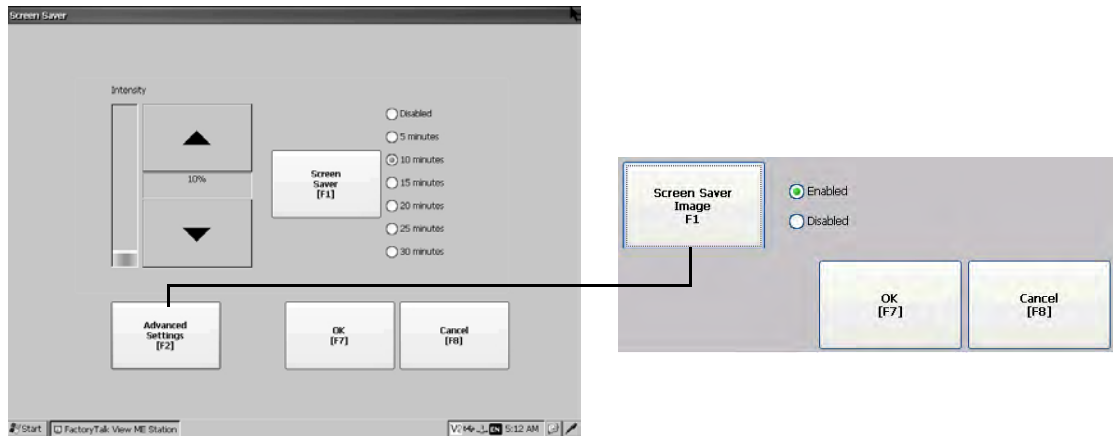 Screen Saver
Intensity
10%
Screen
Saver
[F1]
Disabled
5 minutes
10 minutes
15 minutes
20 minutes
25 minutes
30 minutes
Advanced
Settings
[F2]
OK
[F7]
Cancel
[F8]
Start
FactoryTalk View ME Station
EN
5:12 AM
Screen Saver
Image
F1
Enabled
Disabled
OK
[F7]
Cancel
[F8]